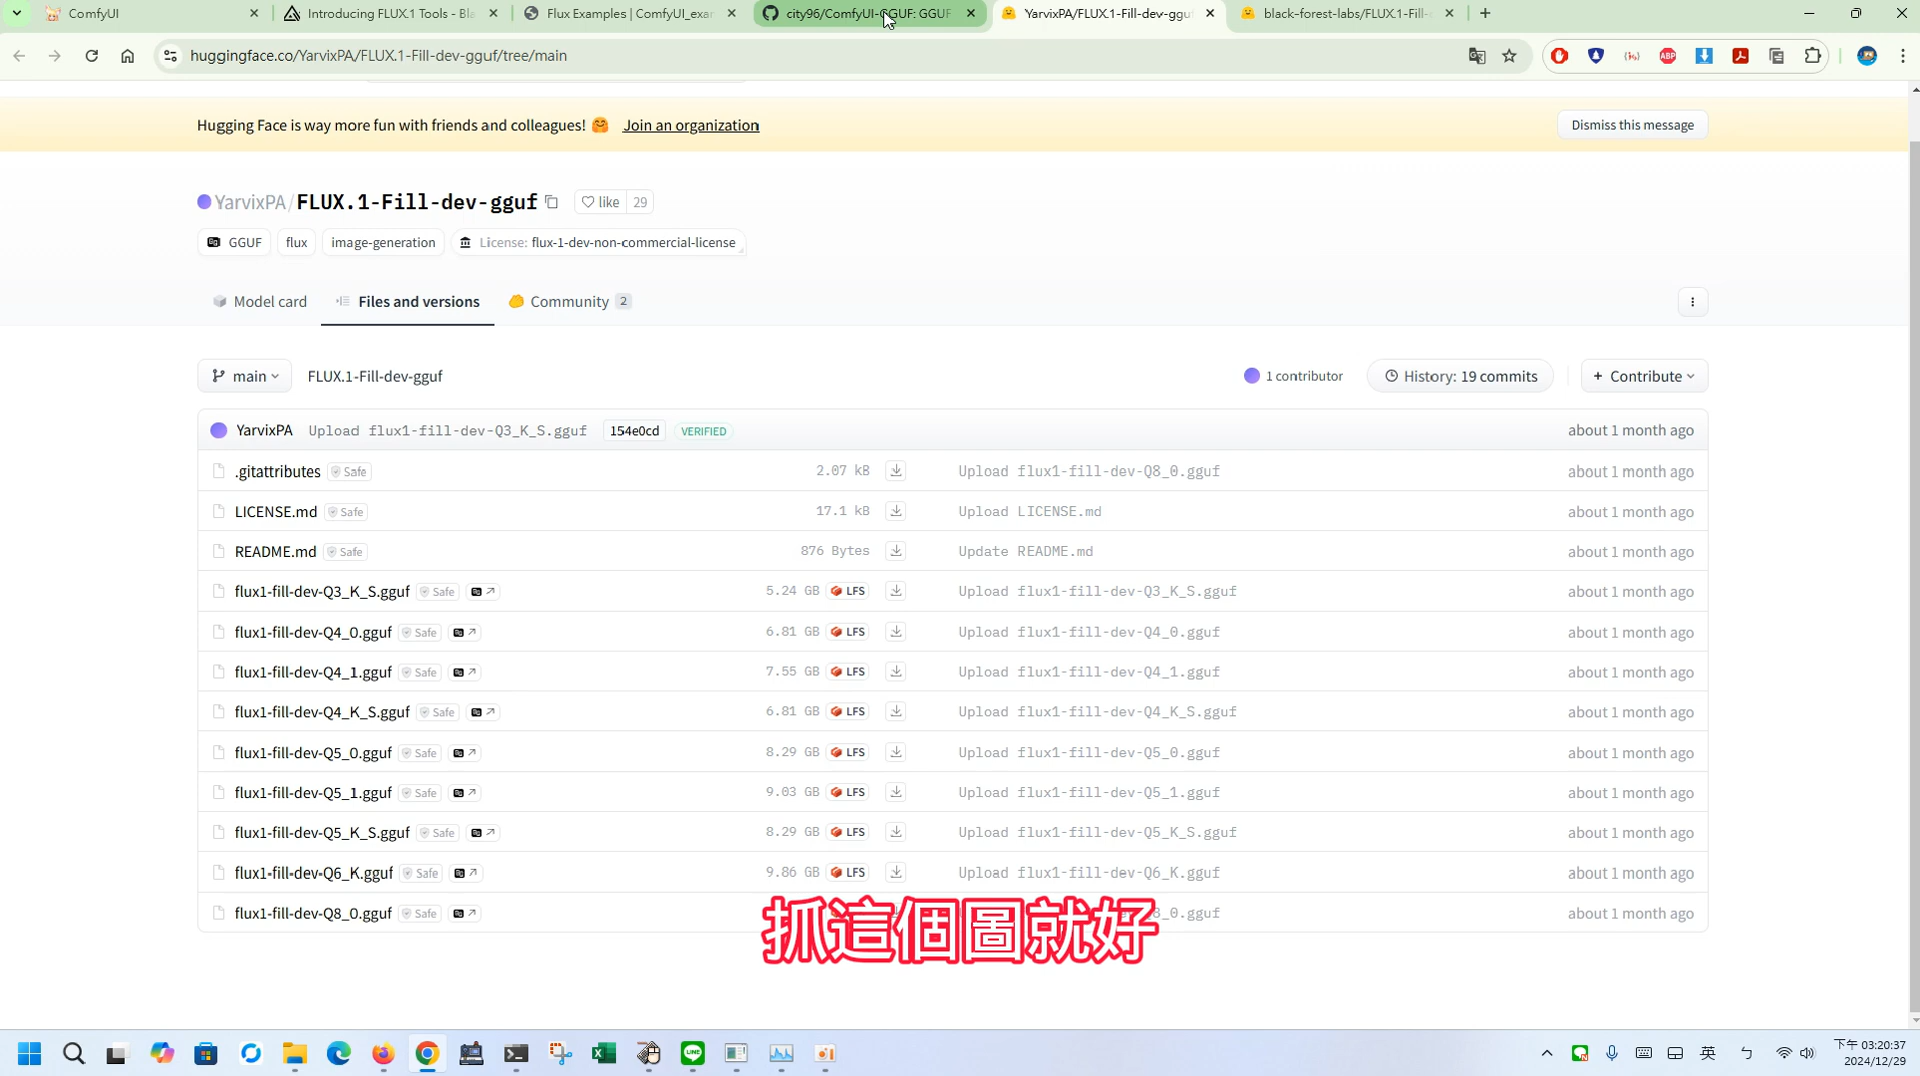 ComfyUI
Introducing FLUX.1 Tools - Bla
Flux Examples | ComfyUI_exam
city96/ComfyUI-GGUF: GGUF
YarvixPA/FLUX.1-Fill-dev-gguf
black-forest-labs/FLUX.1-Fill-
huggingface.co/YarvixPA/FLUX.1-Fill-dev-gguf/tree/main
ABP
Hugging Face is way more fun with friends and colleagues! 🤗 Join an organization
Dismiss this message
YarvixPA/FLUX.1-Fill-dev-gguf
like 29
GGUF
flux
image-generation
License: flux-1-dev-non-commercial-license
Model card
Files and versions
Community 2
main
FLUX.1-Fill-dev-gguf
1 contributor
History: 19 commits
+ Contribute
YarvixPA Upload flux1-fill-dev-Q3_K_S.gguf 154e0cd VERIFIED about 1 month ago
.gitattributes Safe 2.07 kB Upload flux1-fill-dev-Q8_0.gguf about 1 month ago
LICENSE.md Safe 17.1 kB Upload LICENSE.md about 1 month ago
README.md Safe 876 Bytes Update README.md about 1 month ago
flux1-fill-dev-Q3_K_S.gguf Safe 5.24 GB LFS Upload flux1-fill-dev-Q3_K_S.gguf about 1 month ago
flux1-fill-dev-Q4_0.gguf Safe 6.81 GB LFS Upload flux1-fill-dev-Q4_0.gguf about 1 month ago
flux1-fill-dev-Q4_1.gguf Safe 7.55 GB LFS Upload flux1-fill-dev-Q4_1.gguf about 1 month ago
flux1-fill-dev-Q4_K_S.gguf Safe 6.81 GB LFS Upload flux1-fill-dev-Q4_K_S.gguf about 1 month ago
flux1-fill-dev-Q5_0.gguf Safe 8.29 GB LFS Upload flux1-fill-dev-Q5_0.gguf about 1 month ago
flux1-fill-dev-Q5_1.gguf Safe 9.03 GB LFS Upload flux1-fill-dev-Q5_1.gguf about 1 month ago
flux1-fill-dev-Q5_K_S.gguf Safe 8.29 GB LFS Upload flux1-fill-dev-Q5_K_S.gguf about 1 month ago
flux1-fill-dev-Q6_K.gguf Safe 9.86 GB LFS Upload flux1-fill-dev-Q6_K.gguf about 1 month ago
flux1-fill-dev-Q8_0.gguf Safe 8_0.gguf about 1 month ago
抓這個圖就好
英
下午 03:20:37
2024/12/29